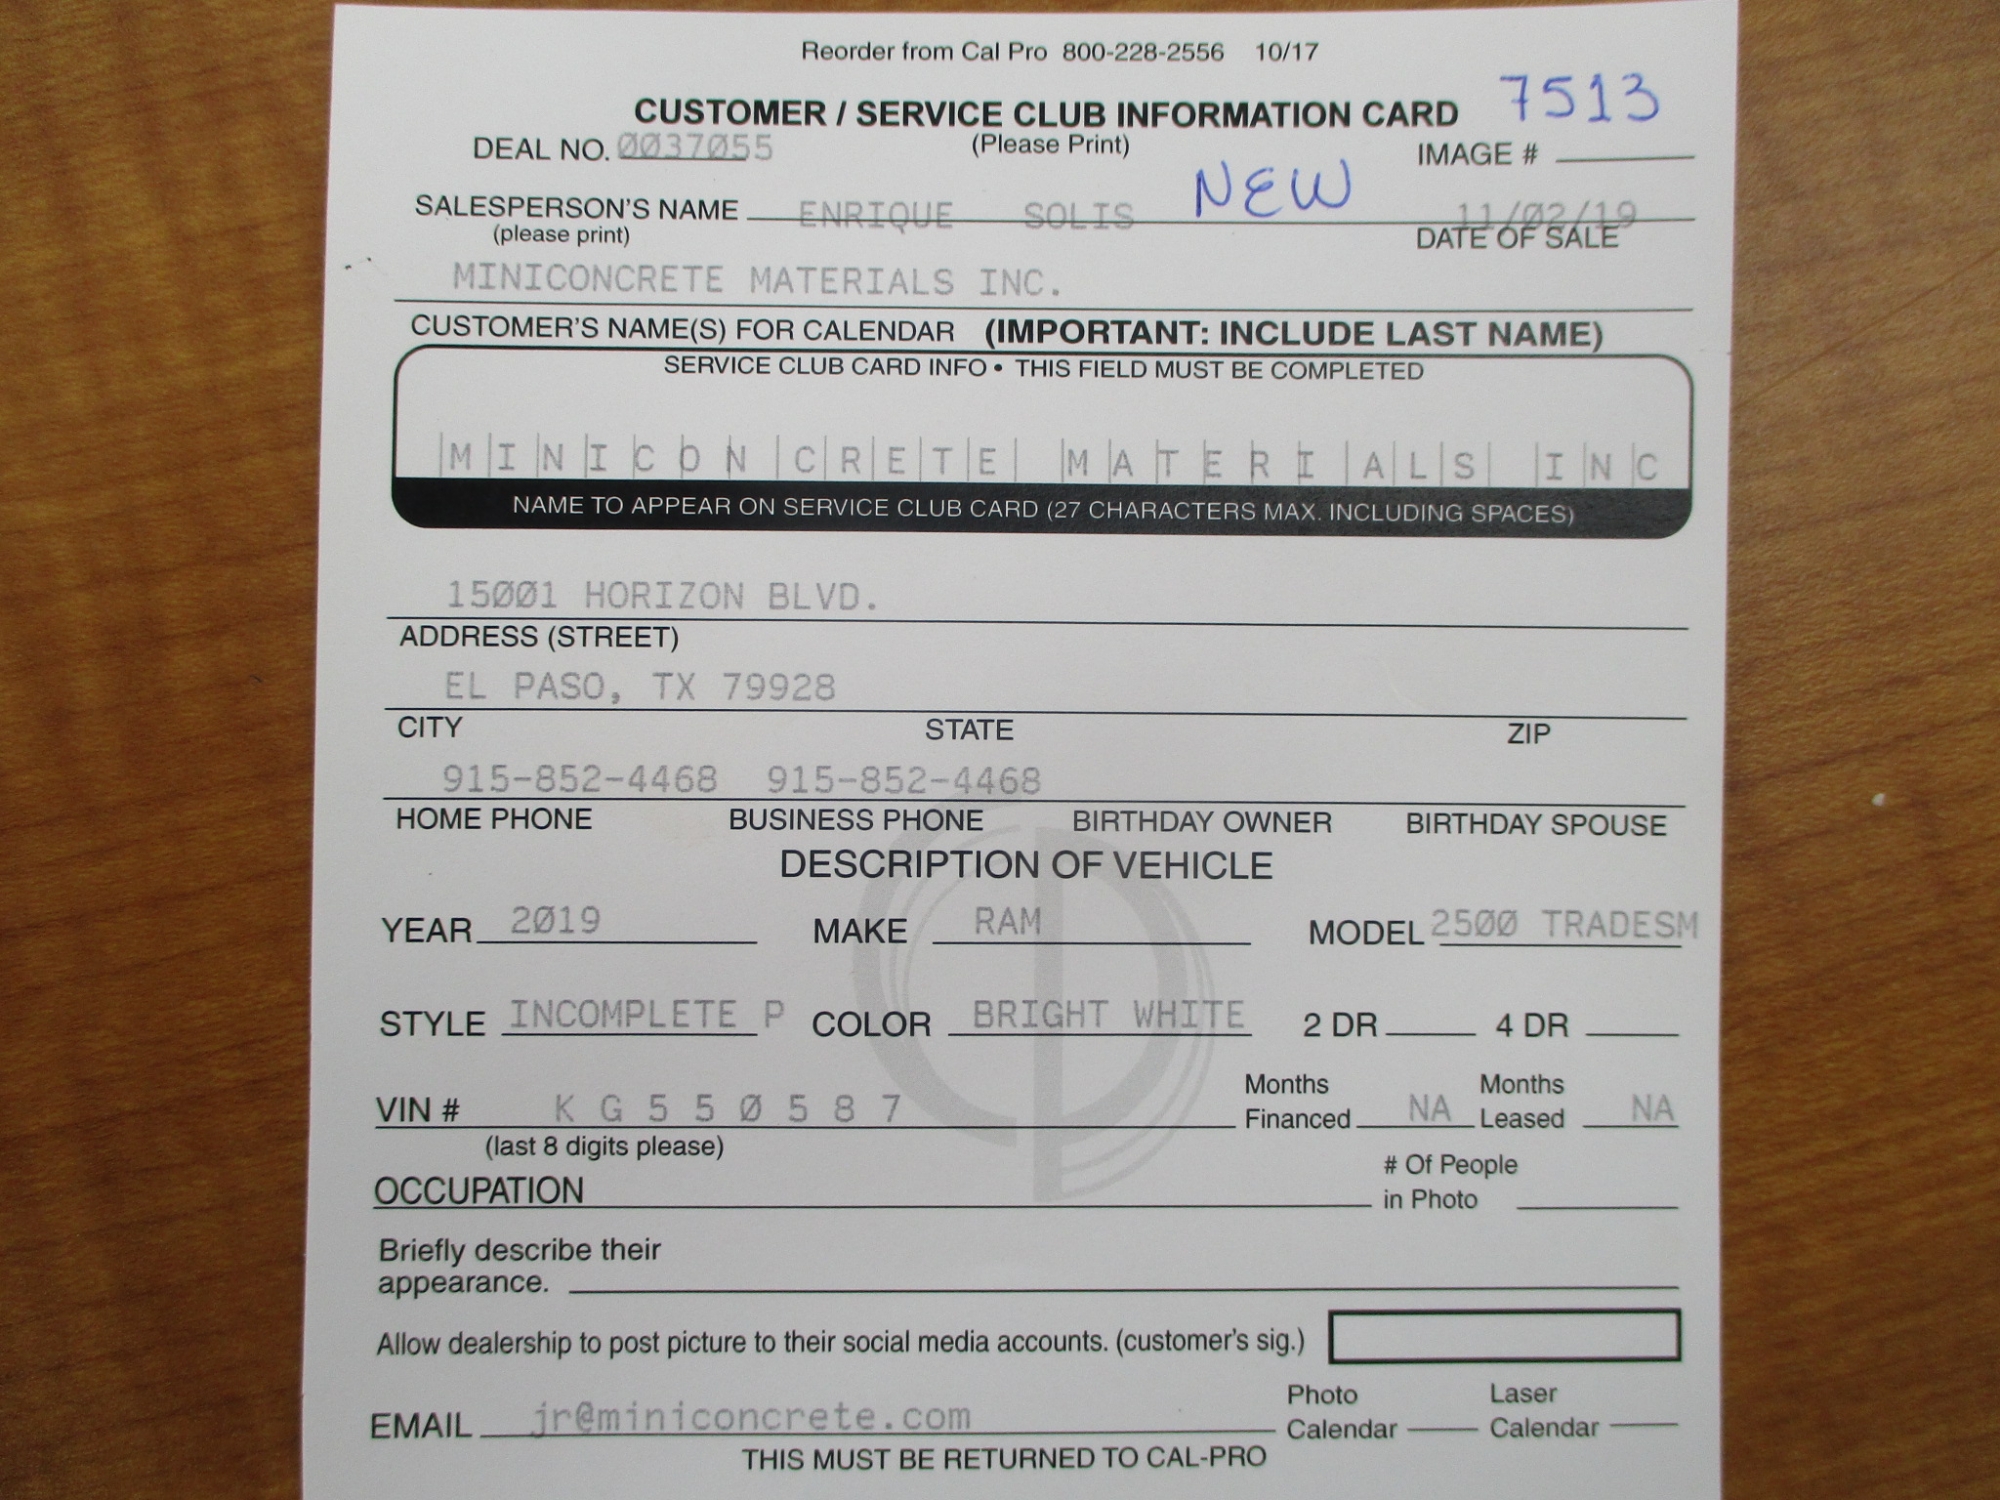 Reorder from Cal Pro 800-228-2556 10/17
7513
CUSTOMER / SERVICE CLUB INFORMATION CARD
DEAL NO. 0037055 (Please Print) IMAGE #
NEW
SALESPERSON'S NAME ENRIQUE SOLIS 11/02/19
(please print) DATE OF SALE
MINICONCRETE MATERIALS INC.
CUSTOMER'S NAME(S) FOR CALENDAR (IMPORTANT: INCLUDE LAST NAME)
SERVICE CLUB CARD INFO • THIS FIELD MUST BE COMPLETED
MINICONCRETE MATERIALS INC
NAME TO APPEAR ON SERVICE CLUB CARD (27 CHARACTERS MAX. INCLUDING SPACES)
15001 HORIZON BLVD.
ADDRESS (STREET)
EL PASO, TX 79928
CITY STATE ZIP
915-852-4468 915-852-4468
HOME PHONE BUSINESS PHONE BIRTHDAY OWNER BIRTHDAY SPOUSE
DESCRIPTION OF VEHICLE
YEAR 2019 MAKE RAM MODEL 2500 TRADESM
STYLE INCOMPLETE P COLOR BRIGHT WHITE 2 DR 4 DR
VIN # KG550587 Months Financed NA Months Leased NA
(last 8 digits please)
OCCUPATION # Of People in Photo
Briefly describe their
appearance.
Allow dealership to post picture to their social media accounts. (customer's sig.)
EMAIL jr@miniconcrete.com Photo Calendar Laser Calendar
THIS MUST BE RETURNED TO CAL-PRO